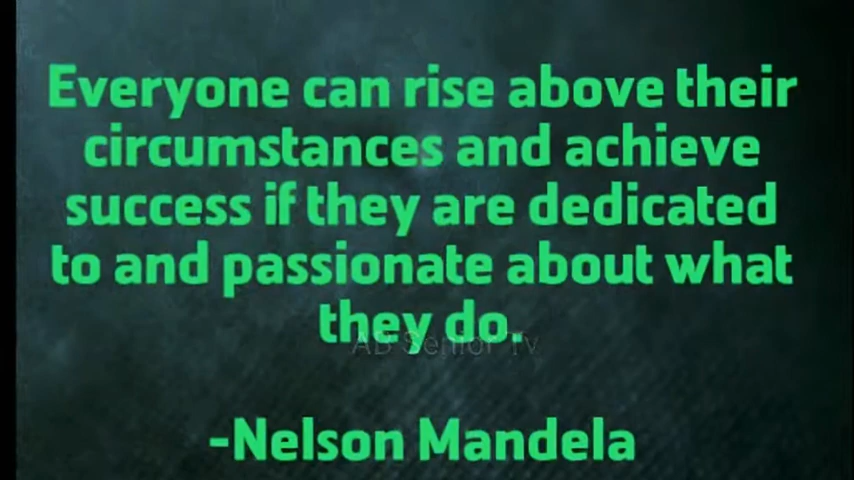 Everyone can rise above their
circumstances and achieve
success if they are dedicated
to and passionate about what
they do.
AB Senior Tv
-Nelson Mandela